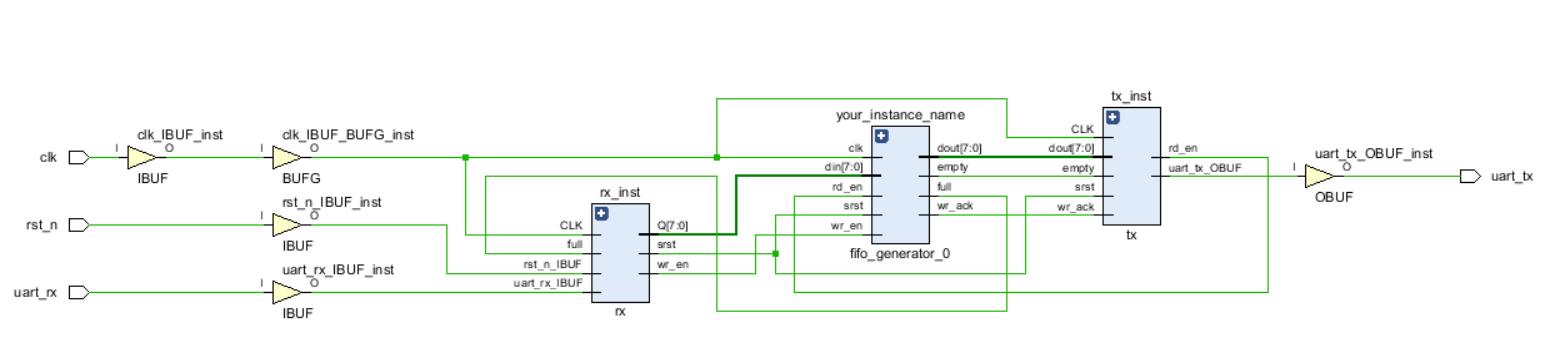 clk
I
clk_IBUF_inst
O
IBUF
I
clk_IBUF_BUFG_inst
O
BUFG
rst_n
I
rst_n_IBUF_inst
O
IBUF
uart_rx
I
uart_rx_IBUF_inst
O
IBUF
rx_inst
CLK
full
rst_n_IBUF
uart_rx_IBUF
Q[7:0]
srst
wr_en
rx
your_instance_name
clk
din[7:0]
rd_en
srst
wr_en
dout[7:0]
empty
full
wr_ack
fifo_generator_0
tx_inst
CLK
dout[7:0]
empty
srst
wr_ack
rd_en
uart_tx_OBUF
tx
I
uart_tx_OBUF_inst
O
OBUF
uart_tx